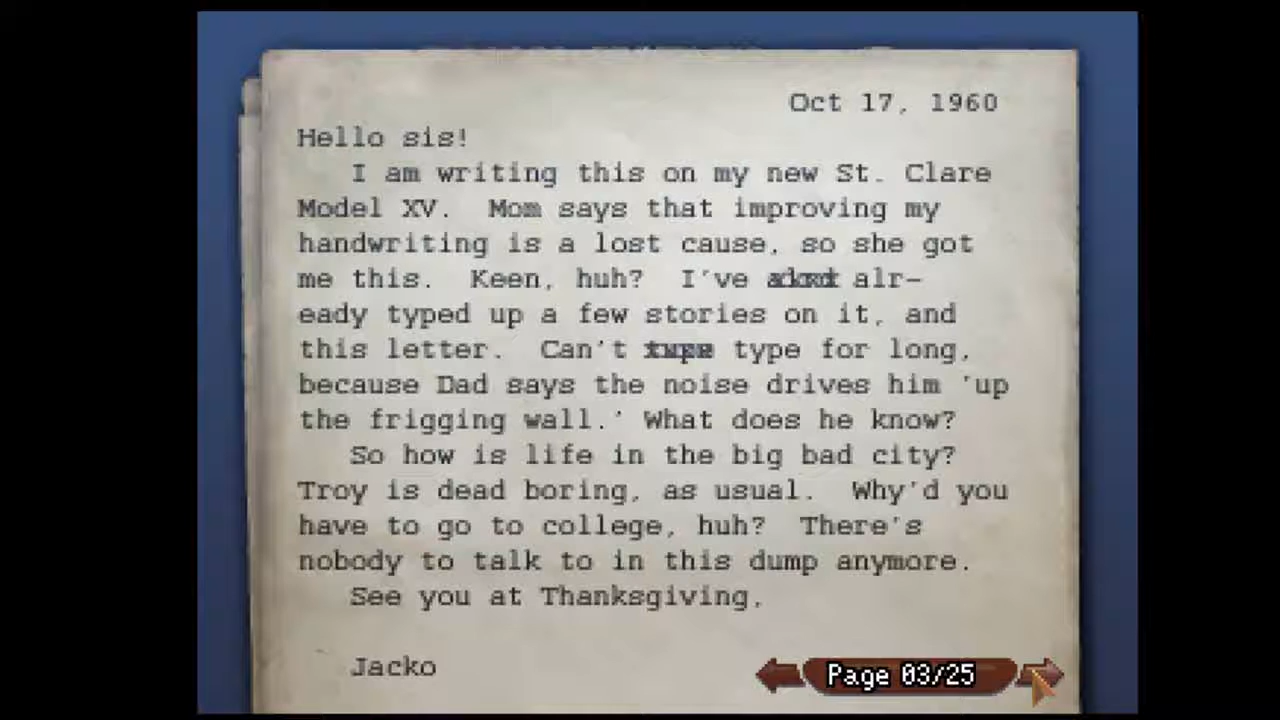 Oct 17, 1960
Hello sis!
I am writing this on my new St. Clare
Model XV. Mom says that improving my
handwriting is a lost cause, so she got
me this. Keen, huh? I've alr-
eady typed up a few stories on it, and
this letter. Can't type for long,
because Dad says the noise drives him 'up
the frigging wall.' What does he know?
So how is life in the big bad city?
Troy is dead boring, as usual. Why'd you
have to go to college, huh? There's
nobody to talk to in this dump anymore.
See you at Thanksgiving,
Jacko
Page 03/25